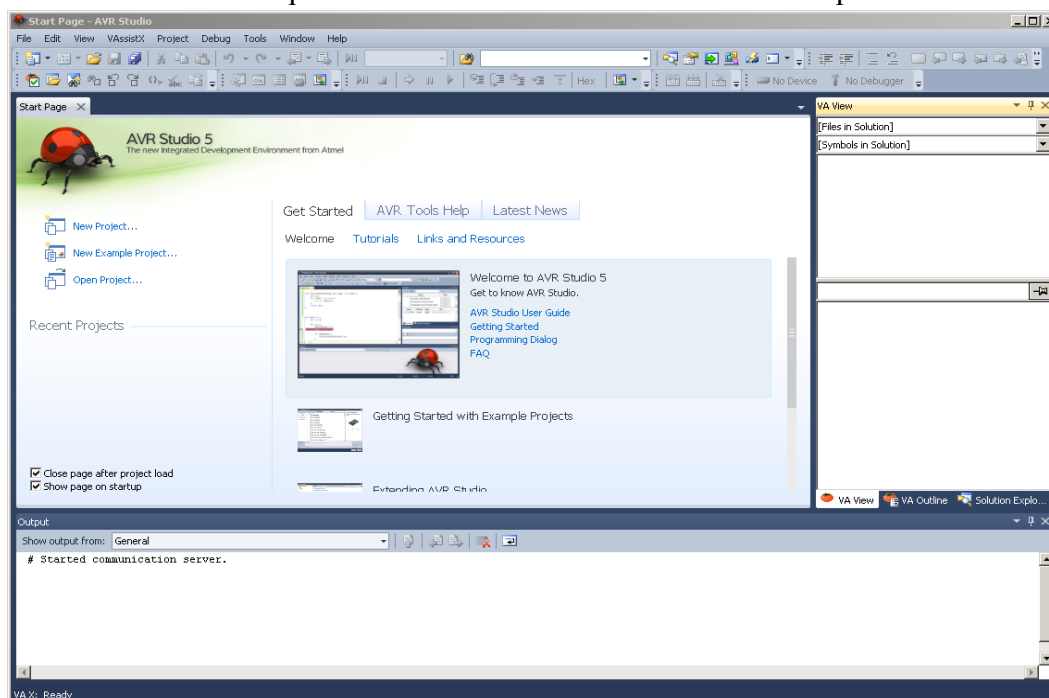 Start Page - AVR Studio
File Edit View VAssistX Project Debug Tools Window Help
Hex
No Device
No Debugger
Start Page
VA View
AVR Studio 5
The new Integrated Development Environment from Atmel
[Files in Solution]
[Symbols in Solution]
New Project...
New Example Project...
Open Project...
Recent Projects
Close page after project load
Show page on startup
Get Started AVR Tools Help Latest News
Welcome Tutorials Links and Resources
Welcome to AVR Studio 5
Get to know AVR Studio.
AVR Studio User Guide
Getting Started
Programming Dialog
FAQ
Getting Started with Example Projects
Extending AVR Studio
VA View VA Outline Solution Explo...
Output
Show output from: General
# Started communication server.
VA X: Ready